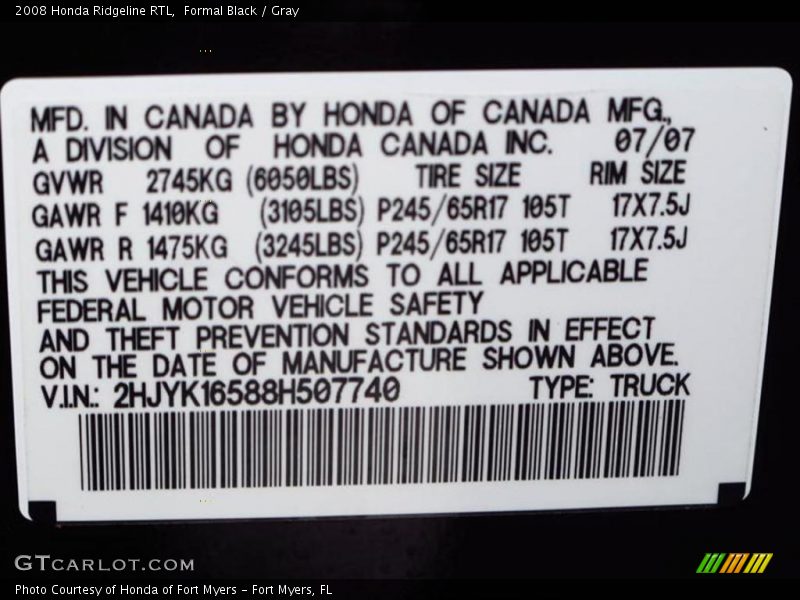 2008 Honda Ridgeline RTL, Formal Black / Gray
MFD. IN CANADA BY HONDA OF CANADA MFG.,
A DIVISION OF HONDA CANADA INC. 07/07
GVWR 2745KG (6050LBS) TIRE SIZE RIM SIZE
GAWR F 1410KG (3105LBS) P245/65R17 105T 17X7.5J
GAWR R 1475KG (3245LBS) P245/65R17 105T 17X7.5J
THIS VEHICLE CONFORMS TO ALL APPLICABLE
FEDERAL MOTOR VEHICLE SAFETY
AND THEFT PREVENTION STANDARDS IN EFFECT
ON THE DATE OF MANUFACTURE SHOWN ABOVE.
V.I.N.: 2HJYK16588H507740 TYPE: TRUCK
GTCARLOT.COM
Photo Courtesy of Honda of Fort Myers - Fort Myers, FL